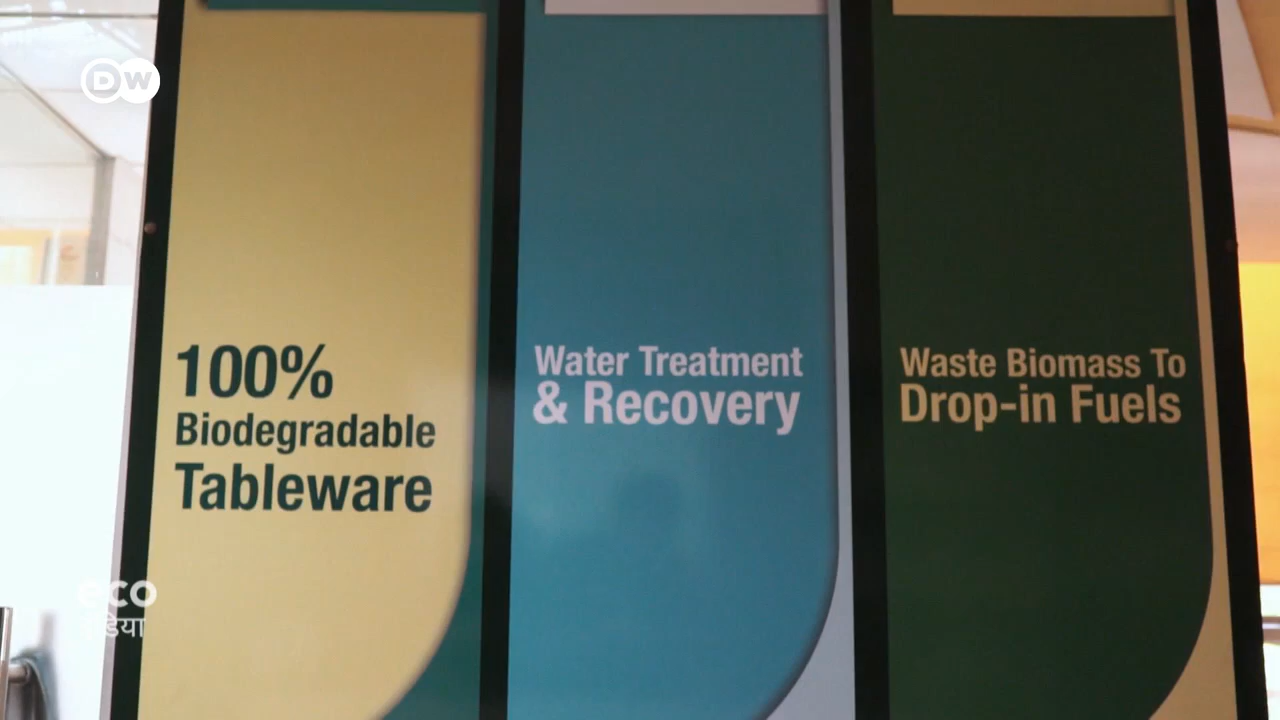 DW
100%
Biodegradable
Tableware
Water Treatment
& Recovery
Waste Biomass To
Drop-in Fuels
eco
इंडिया